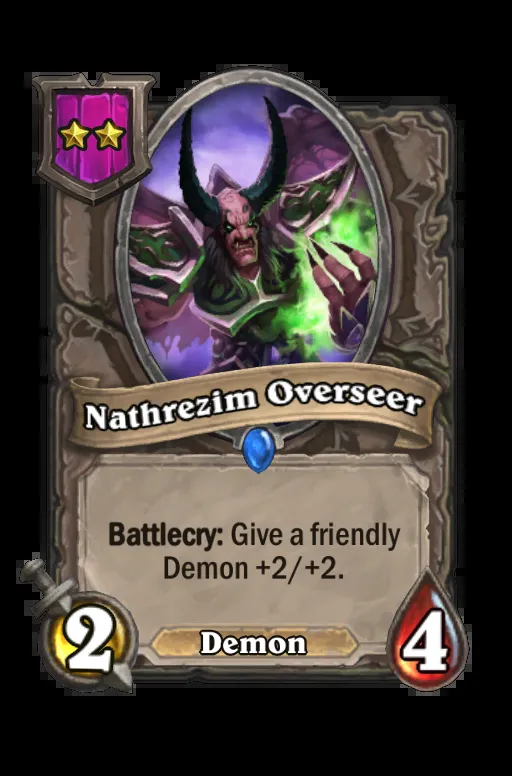 Nathrezim Overseer
Battlecry: Give a friendly
Demon +2/+2.
2
Demon
4